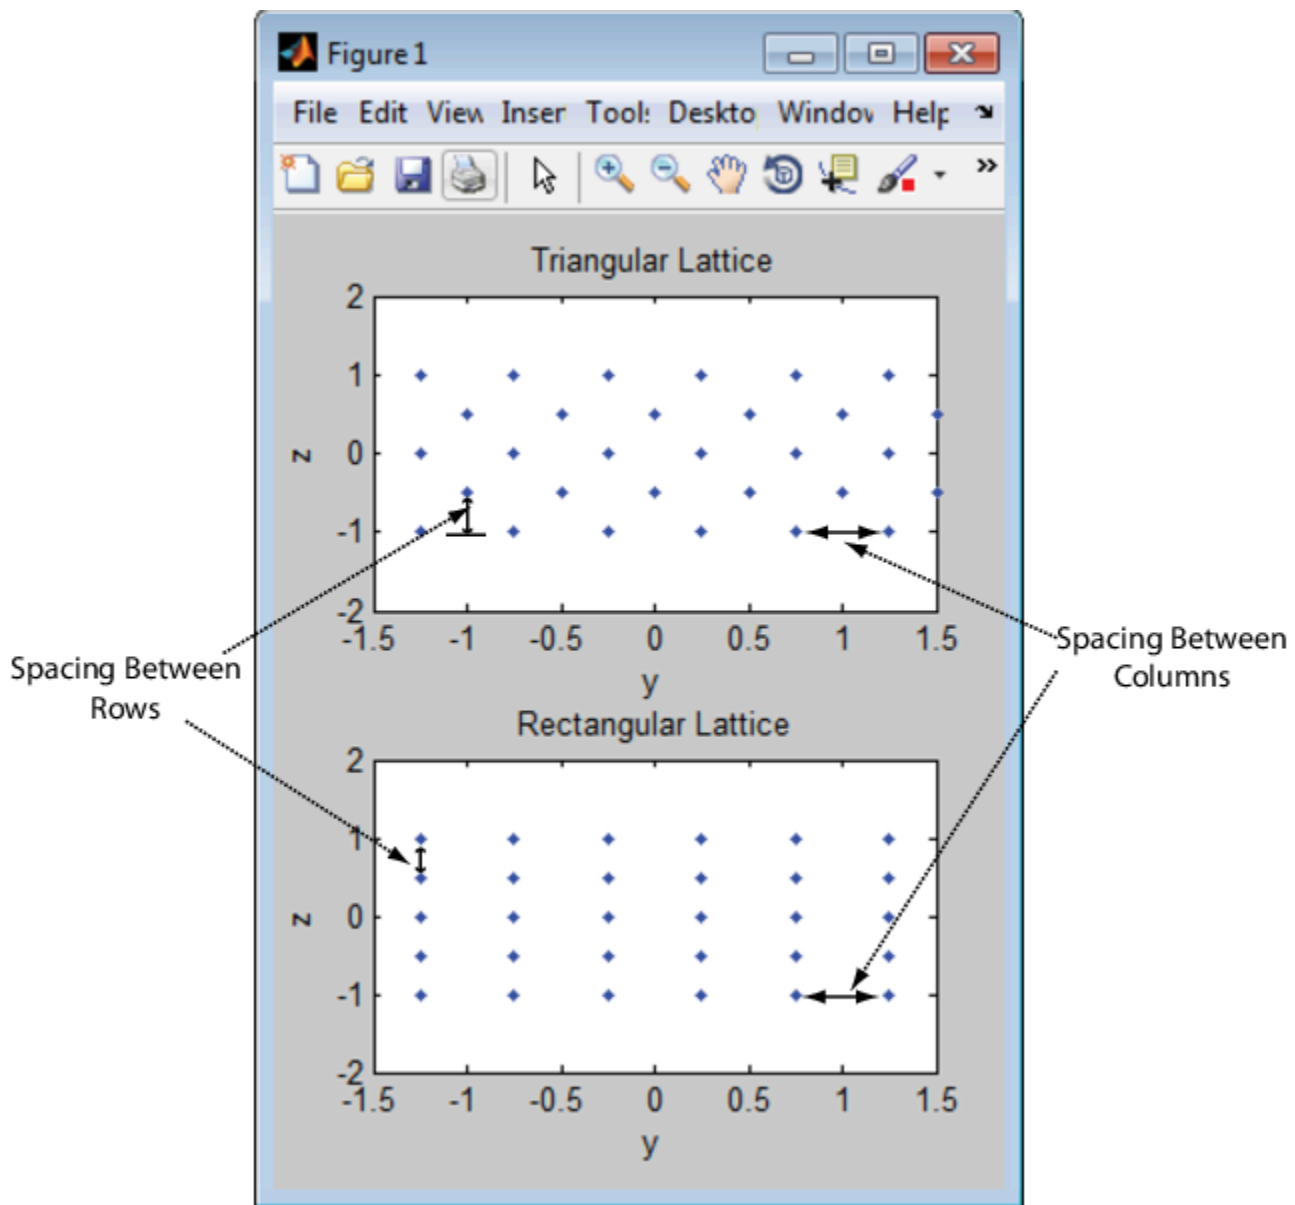 Figure 1
File Edit View Inser Tool: Deskto Windov Help
Triangular Lattice
2
1
0
-1
-2
z
-1.5 -1 -0.5 0 0.5 1 1.5
y
Spacing Between
Rows
Spacing Between
Columns
Rectangular Lattice
2
1
0
-1
-2
z
-1.5 -1 -0.5 0 0.5 1 1.5
y